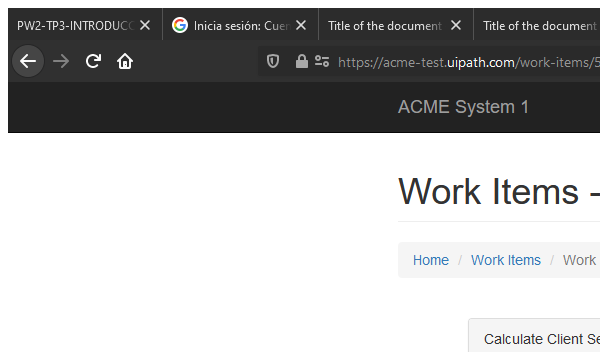 PW2-TP3-INTRODUCC
Inicia sesión: Cuen
Title of the document
Title of the document
https://acme-test.uipath.com/work-items/5
ACME System 1
Work Items -
Home / Work Items / Work
Calculate Client Se